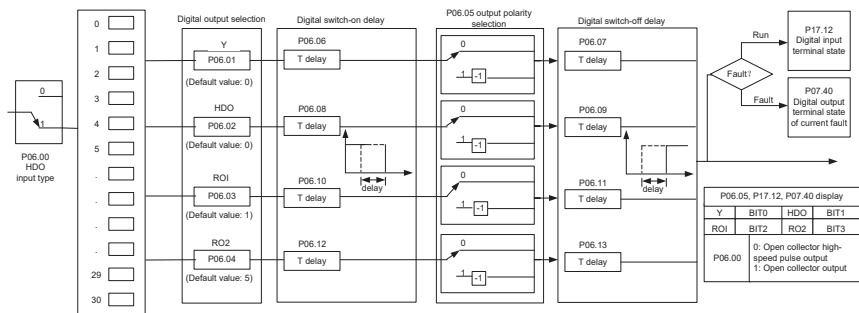 0
1
2
3
4
5
.
.
.
.
29
30
0
1
P06.00
HDO
input type
Digital output selection
Y
P06.01
(Default value: 0)
HDO
P06.02
(Default value: 0)
ROI
P06.03
(Default value: 1)
RO2
P06.04
(Default value: 5)
Digital switch-on delay
P06.06
T delay
P06.08
T delay
delay
P06.10
T delay
P06.12
T delay
P06.05 output polarity
selection
0
1
-1
0
1
-1
0
1
-1
0
1
-1
Digital switch-off delay
P06.07
T delay
P06.09
T delay
delay
P06.11
T delay
P06.13
T delay
Fault?
Run
Fault
P17.12
Digital input
terminal state
P07.40
Digital output
terminal state
of current fault
P06.05, P17.12, P07.40 display
Y BIT0 HDO BIT1
ROI BIT2 RO2 BIT3
P06.00
0: Open collector high-
speed pulse output
1: Open collector output